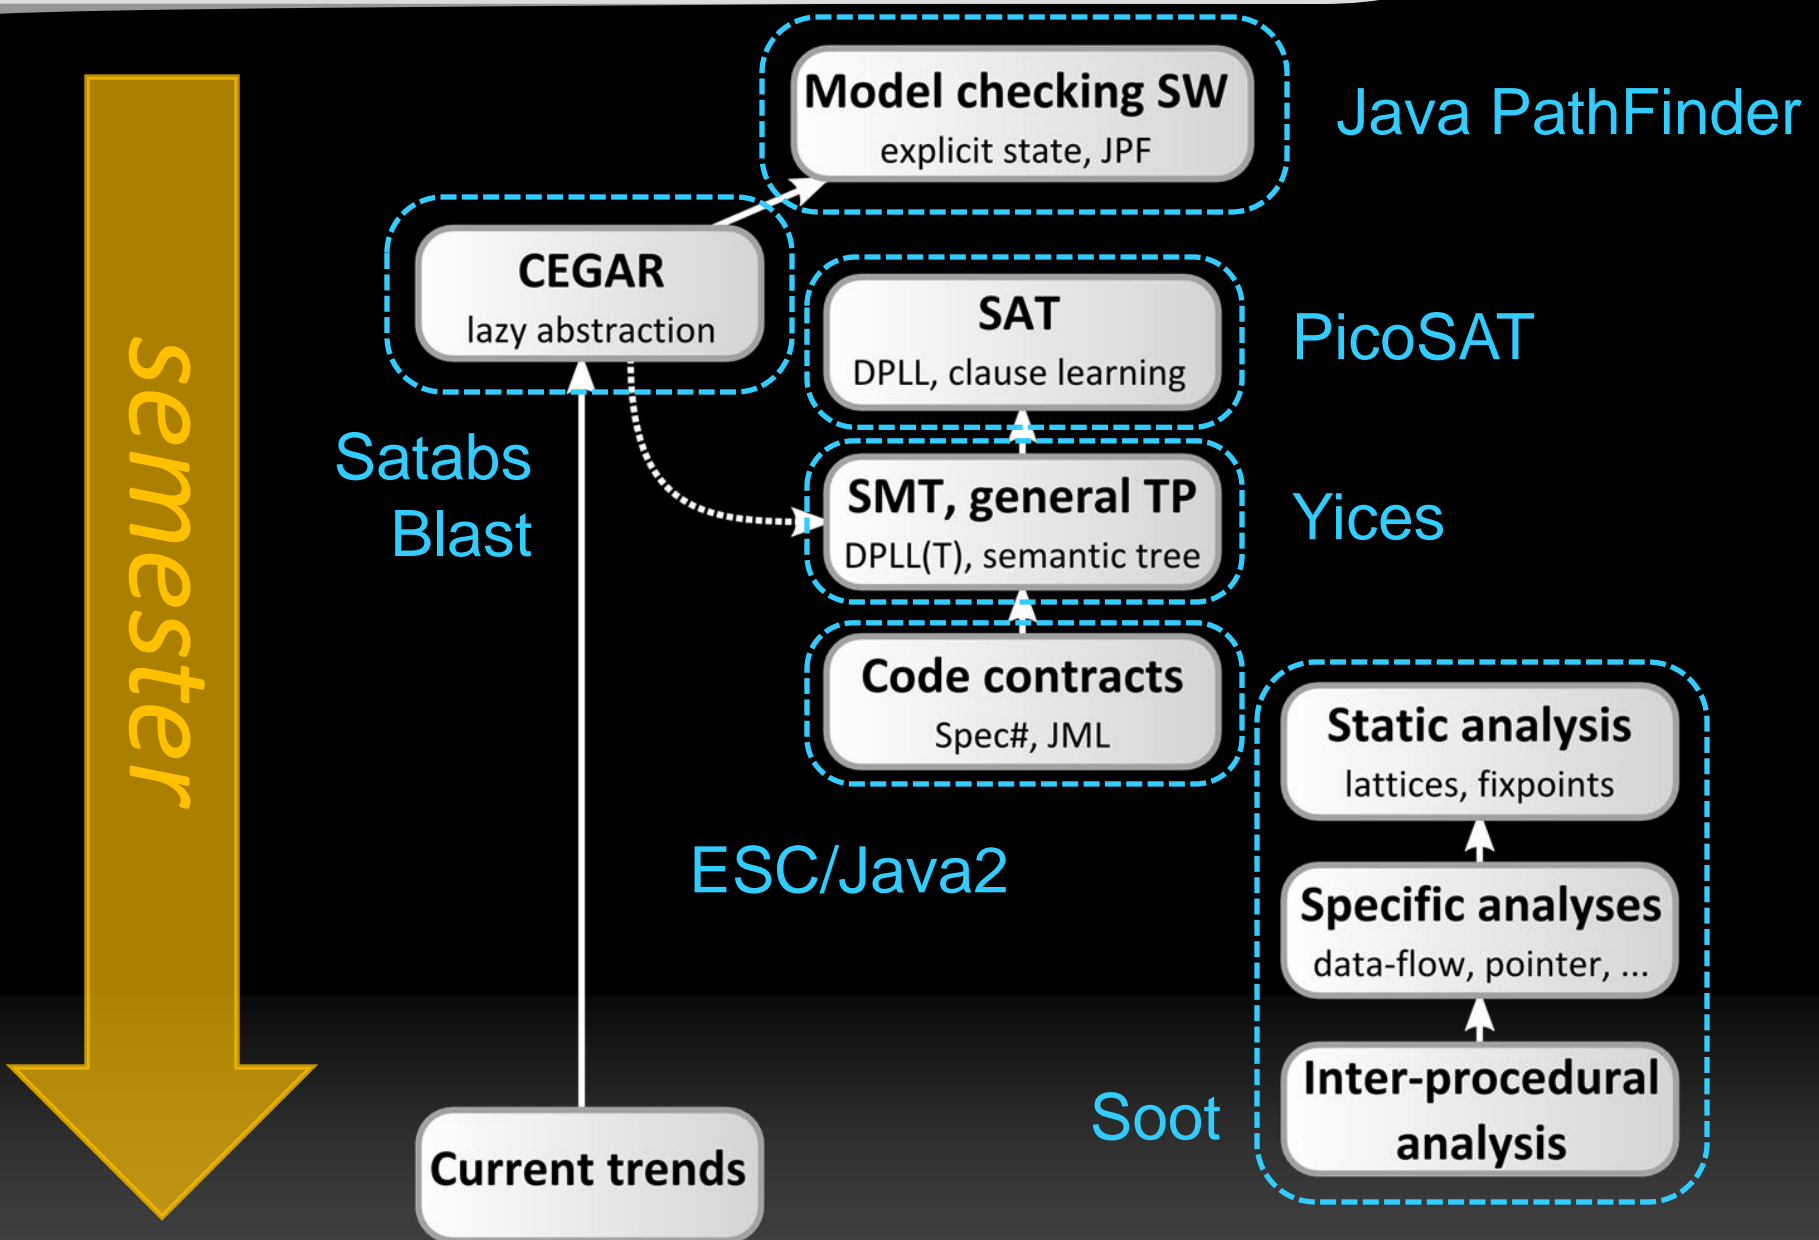 semester
Model checking SW
explicit state, JPF
Java PathFinder
CEGAR
lazy abstraction
SAT
DPLL, clause learning
PicoSAT
Satabs
Blast
SMT, general TP
DPLL(T), semantic tree
Yices
Code contracts
Spec#, JML
ESC/Java2
Static analysis
lattices, fixpoints
Specific analyses
data-flow, pointer, ...
Inter-procedural
analysis
Soot
Current trends